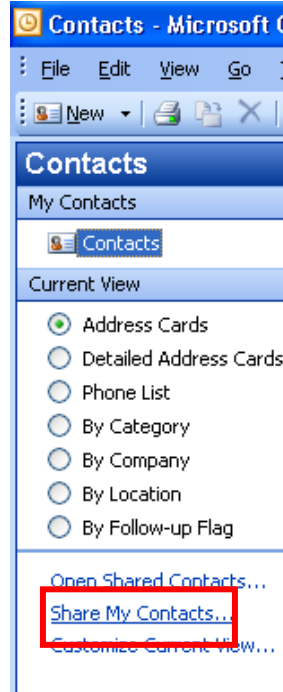 Contacts - Microsoft
File Edit View Go
New
Contacts
My Contacts
Contacts
Current View
Address Cards
Detailed Address Cards
Phone List
By Category
By Company
By Location
By Follow-up Flag
Open Shared Contacts...
Share My Contacts...
Customize Current View...